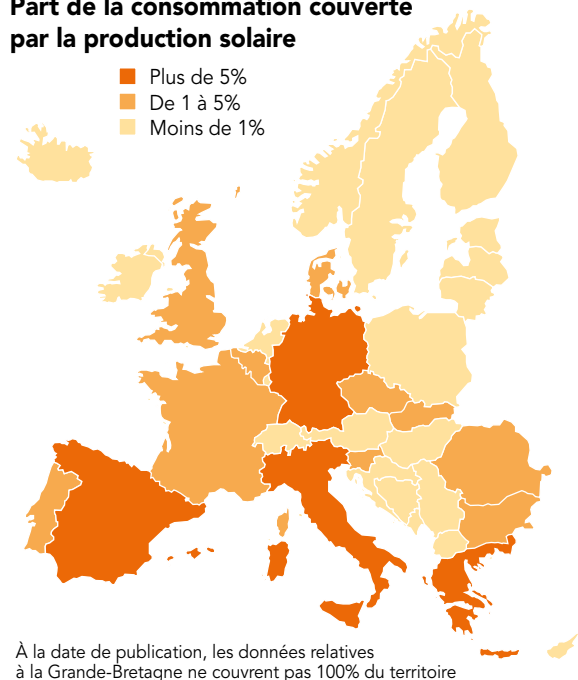 Part de la consommation couverte
par la production solaire
Plus de 5%
De 1 à 5%
Moins de 1%
À la date de publication, les données relatives
à la Grande-Bretagne ne couvrent pas 100% du territoire